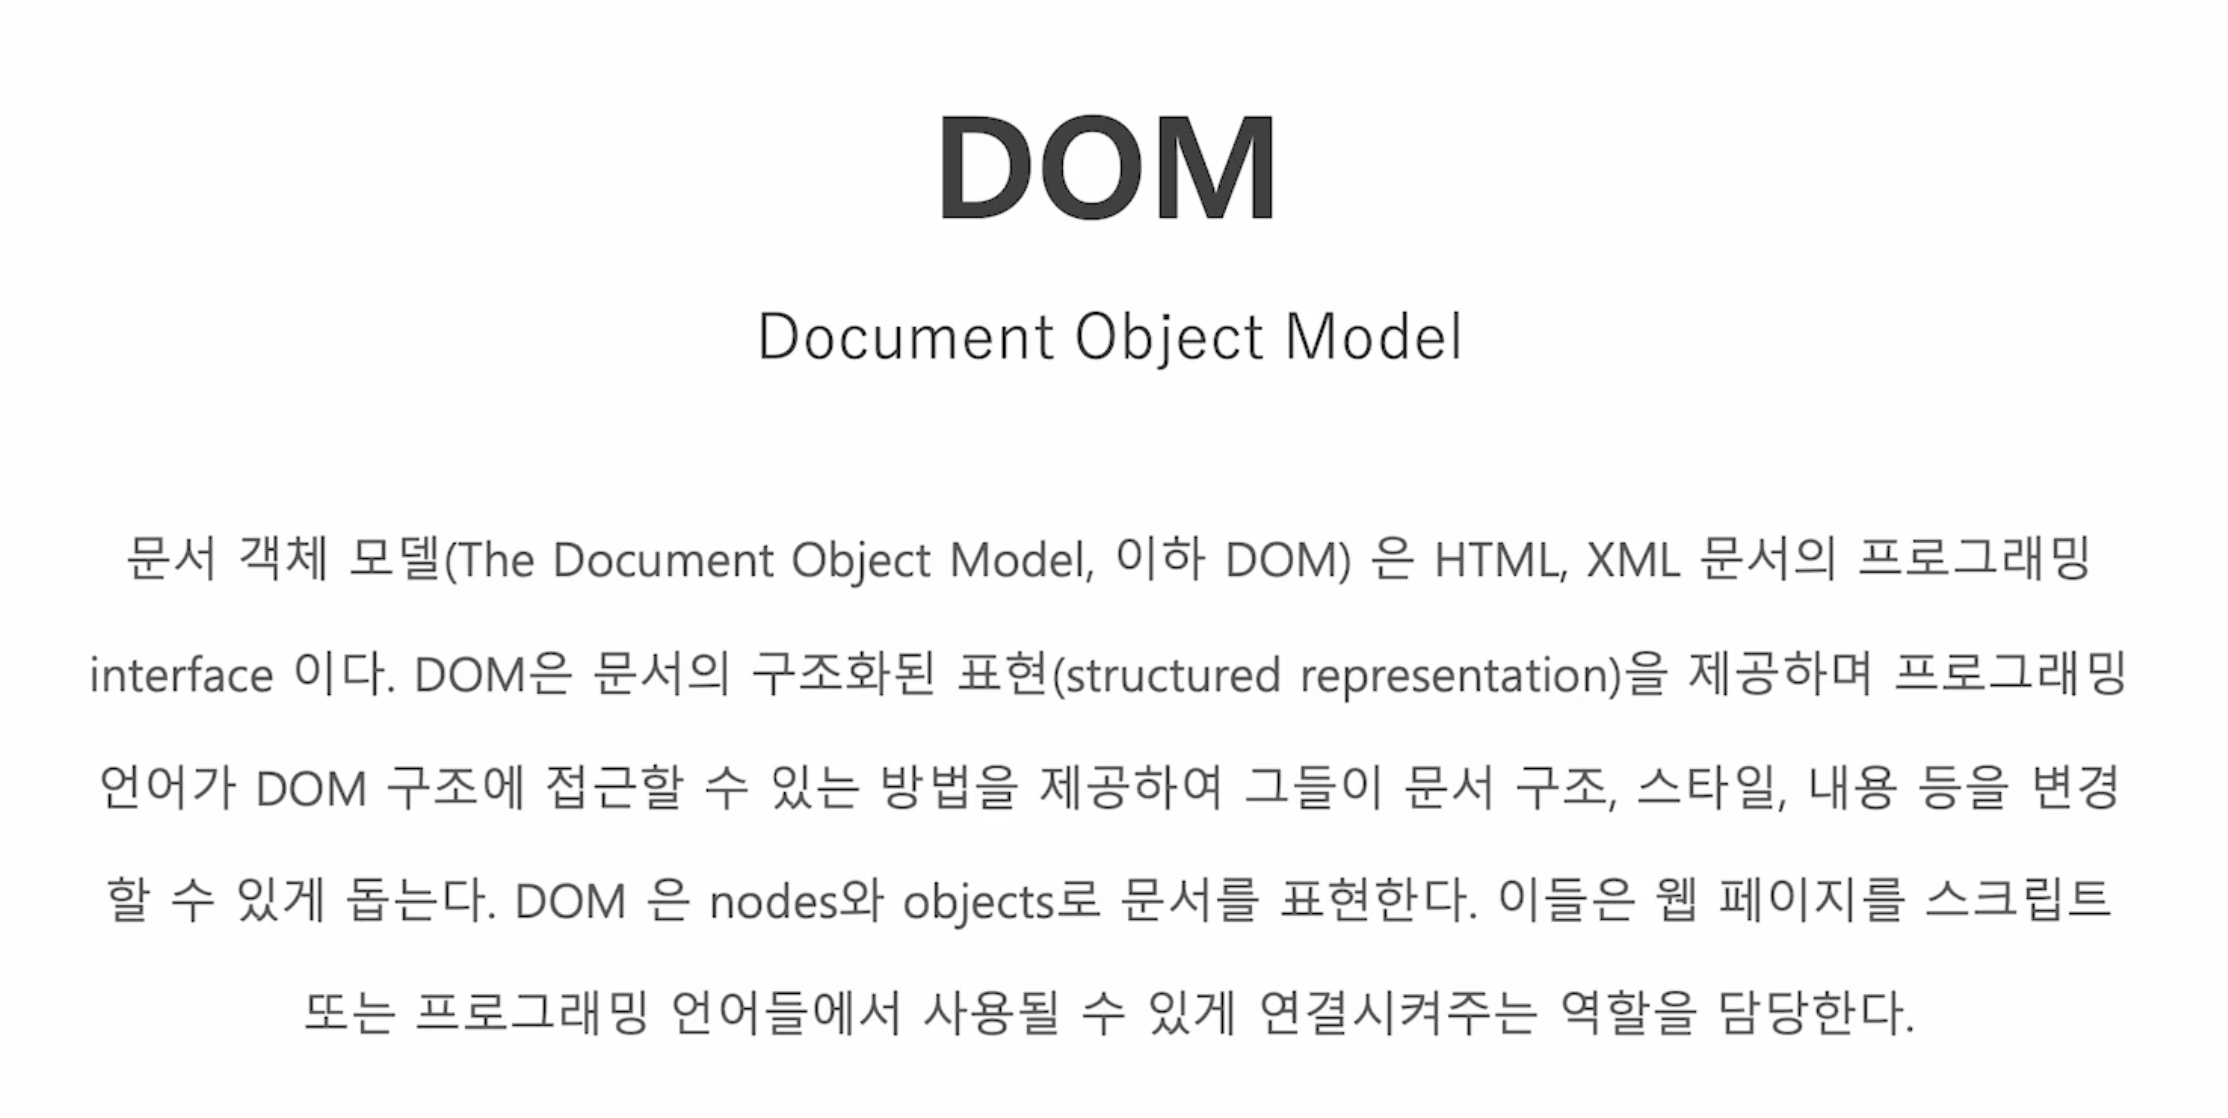 DOM
Document Object Model
문서 객체 모델(The Document Object Model, 이하 DOM) 은 HTML, XML 문서의 프로그래밍
interface 이다. DOM은 문서의 구조화된 표현(structured representation)을 제공하며 프로그래밍
언어가 DOM 구조에 접근할 수 있는 방법을 제공하여 그들이 문서 구조, 스타일, 내용 등을 변경
할 수 있게 돕는다. DOM 은 nodes와 objects로 문서를 표현한다. 이들은 웹 페이지를 스크립트
또는 프로그래밍 언어들에서 사용될 수 있게 연결시켜주는 역할을 담당한다.